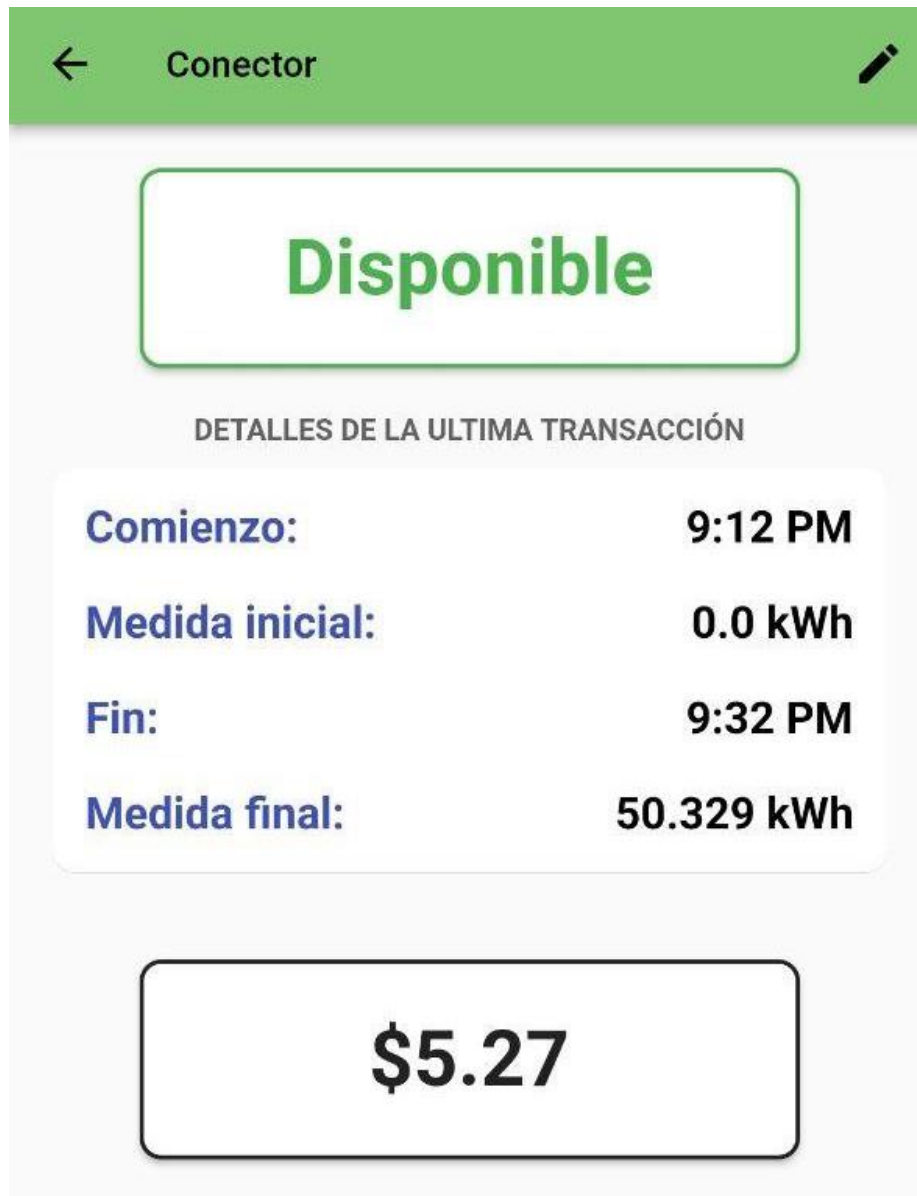 Conector
Disponible
DETALLES DE LA ULTIMA TRANSACCIÓN
Comienzo: 9:12 PM
Medida inicial: 0.0 kWh
Fin: 9:32 PM
Medida final: 50.329 kWh
$5.27